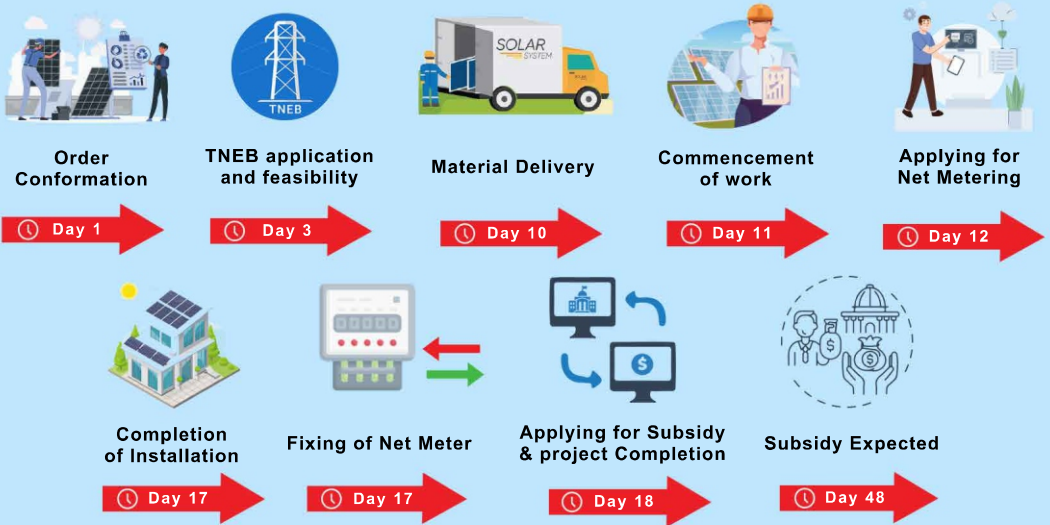 SOLAR
SYSTEM
TNEB
Order
Conformation
TNEB application
and feasibility
Material Delivery
Commencement
of work
Applying for
Net Metering
Day 1
Day 3
Day 10
Day 11
Day 12
Completion
of Installation
Fixing of Net Meter
Applying for Subsidy
& project Completion
Subsidy Expected
Day 17
Day 17
Day 18
Day 48